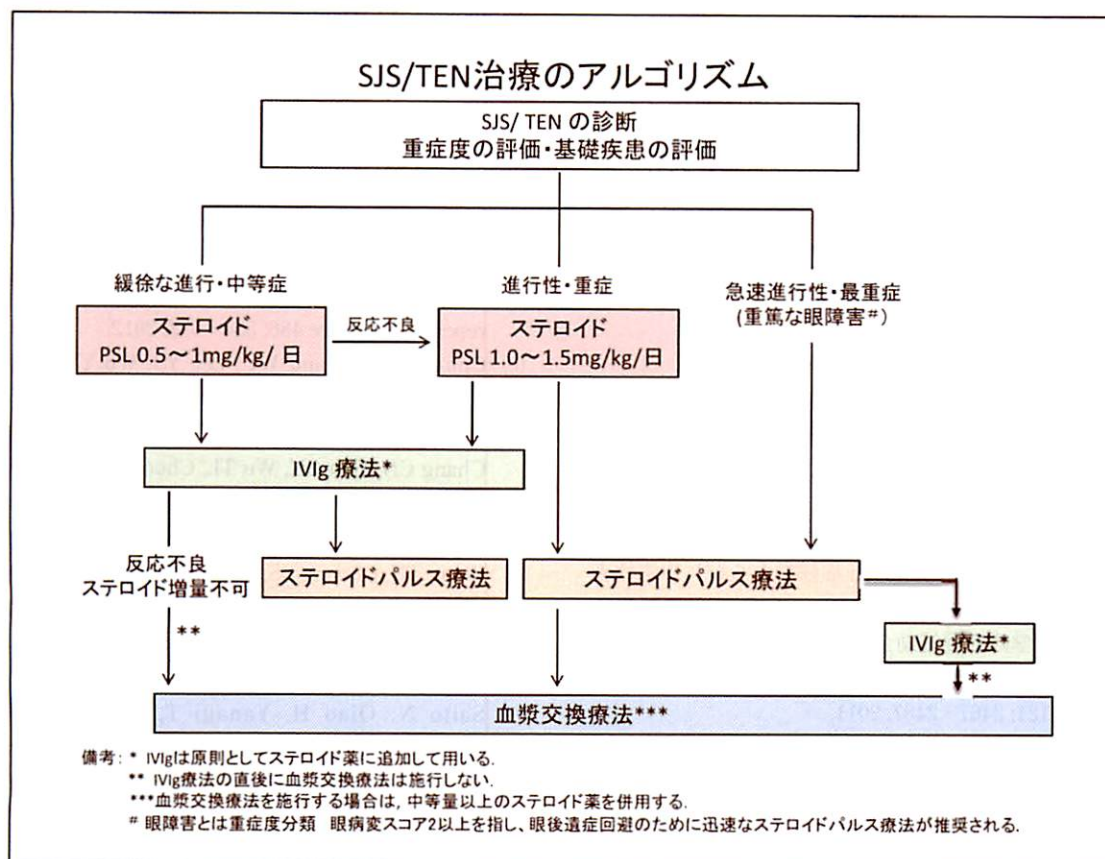 SJS/TEN治療のアルゴリズム
SJS/ TEN の診断
重症度の評価・基礎疾患の評価
緩徐な進行・中等症
進行性・重症
急速進行性・最重症
(重篤な眼障害#)
ステロイド
PSL 0.5～1mg/kg/ 日
反応不良
ステロイド
PSL 1.0～1.5mg/kg/日
IVIg 療法*
反応不良
ステロイド増量不可
**
ステロイドパルス療法
ステロイドパルス療法
IVIg 療法*
**
血漿交換療法***
備考: * IVIgは原則としてステロイド薬に追加して用いる.
** IVIg療法の直後に血漿交換療法は施行しない.
***血漿交換療法を施行する場合は, 中等量以上のステロイド薬を併用する.
# 眼障害とは重症度分類 眼病変スコア2以上を指し、眼後遺症回避のために迅速なステロイドパルス療法が推奨される.